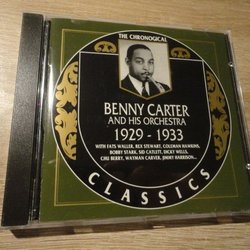 THE CHRONOLOGICAL
BENNY CARTER
AND HIS ORCHESTRA
1929 - 1933
WITH FATS WALLER, REX STEWART, COLEMAN HAWKINS,
BOBBY STARK, SID CATLETT, DICKY WELLS,
CHU BERRY, WAYMAN CARVER, JIMMY HARRISON...
CLASSICS